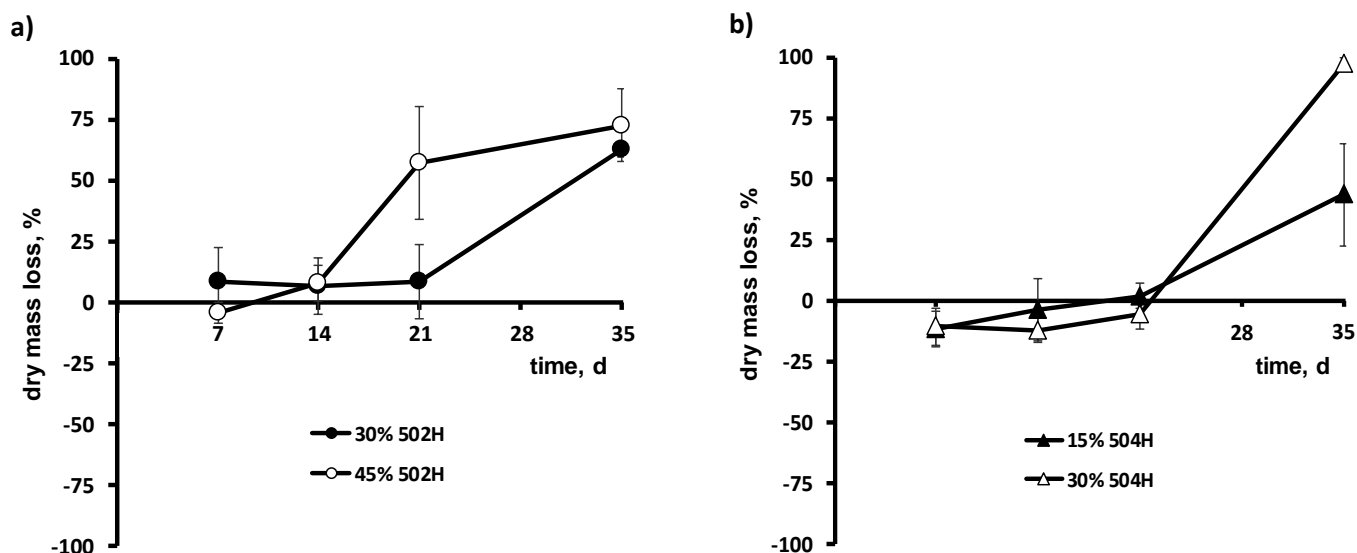 a)
100
75
50
25
0
-25
-50
-75
-100
dry mass loss, %
7 14 21 28 35
time, d
30% 502H
45% 502H
b)
100
75
50
25
0
-25
-50
-75
-100
dry mass loss, %
28 35
time, d
15% 504H
30% 504H